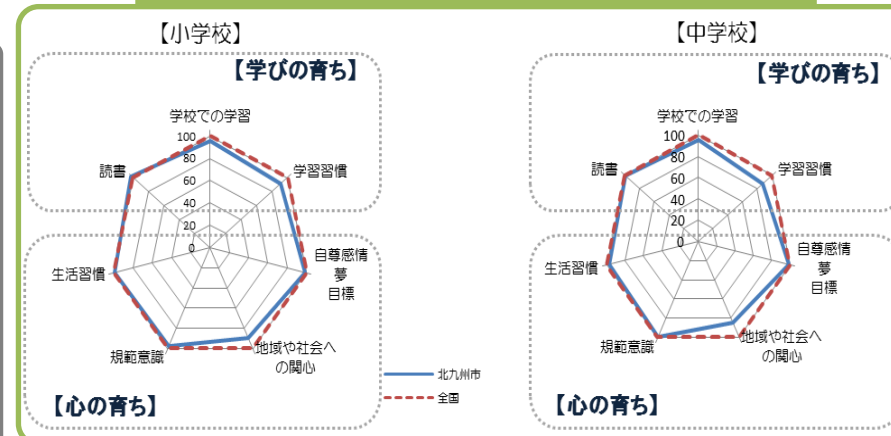 【小学校】
【学びの育ち】
学校での学習
100
80
60
40
20
0
学習習慣
自尊感情
夢
目標
地域や社会へ
の関心
規範意識
生活習慣
読書
【心の育ち】
北九州市
全国
【中学校】
【学びの育ち】
学校での学習
100
80
60
40
20
0
学習習慣
自尊感情
夢
目標
地域や社会へ
の関心
規範意識
生活習慣
読書
【心の育ち】